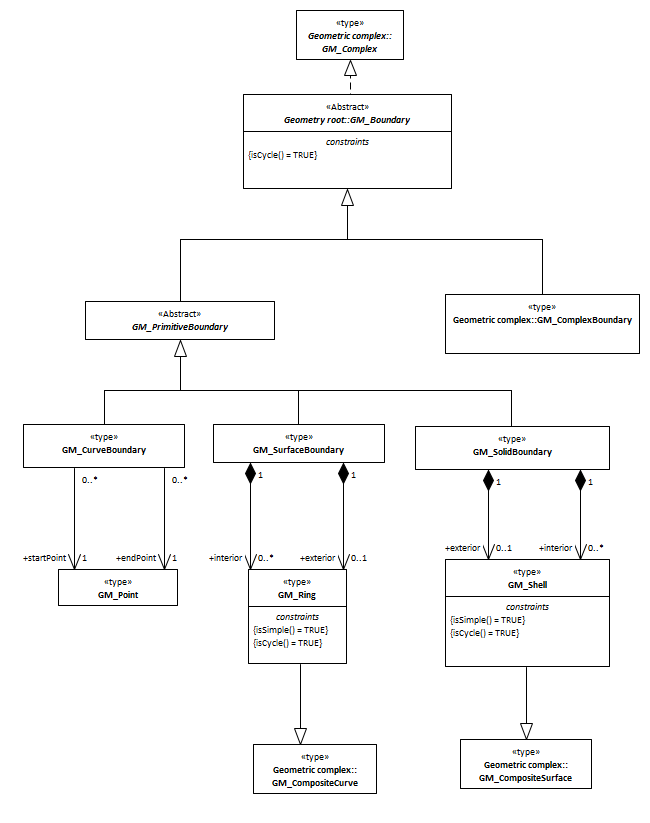 «type»
Geometric complex::
GM_Complex
«Abstract»
Geometry root::GM_Boundary
constraints
{isCycle() = TRUE}
«Abstract»
GM_PrimitiveBoundary
«type»
Geometric complex::GM_ComplexBoundary
«type»
GM_CurveBoundary
«type»
GM_SurfaceBoundary
«type»
GM_SolidBoundary
0..*
0..*
1
1
1
1
+startPoint
1
+endPoint
1
+interior
0..*
+exterior
0..1
+exterior
0..1
+interior
0..*
«type»
GM_Point
«type»
GM_Ring
constraints
{isSimple() = TRUE}
{isCycle() = TRUE}
«type»
GM_Shell
constraints
{isSimple() = TRUE}
{isCycle() = TRUE}
«type»
Geometric complex::
GM_CompositeCurve
«type»
Geometric complex::
GM_CompositeSurface